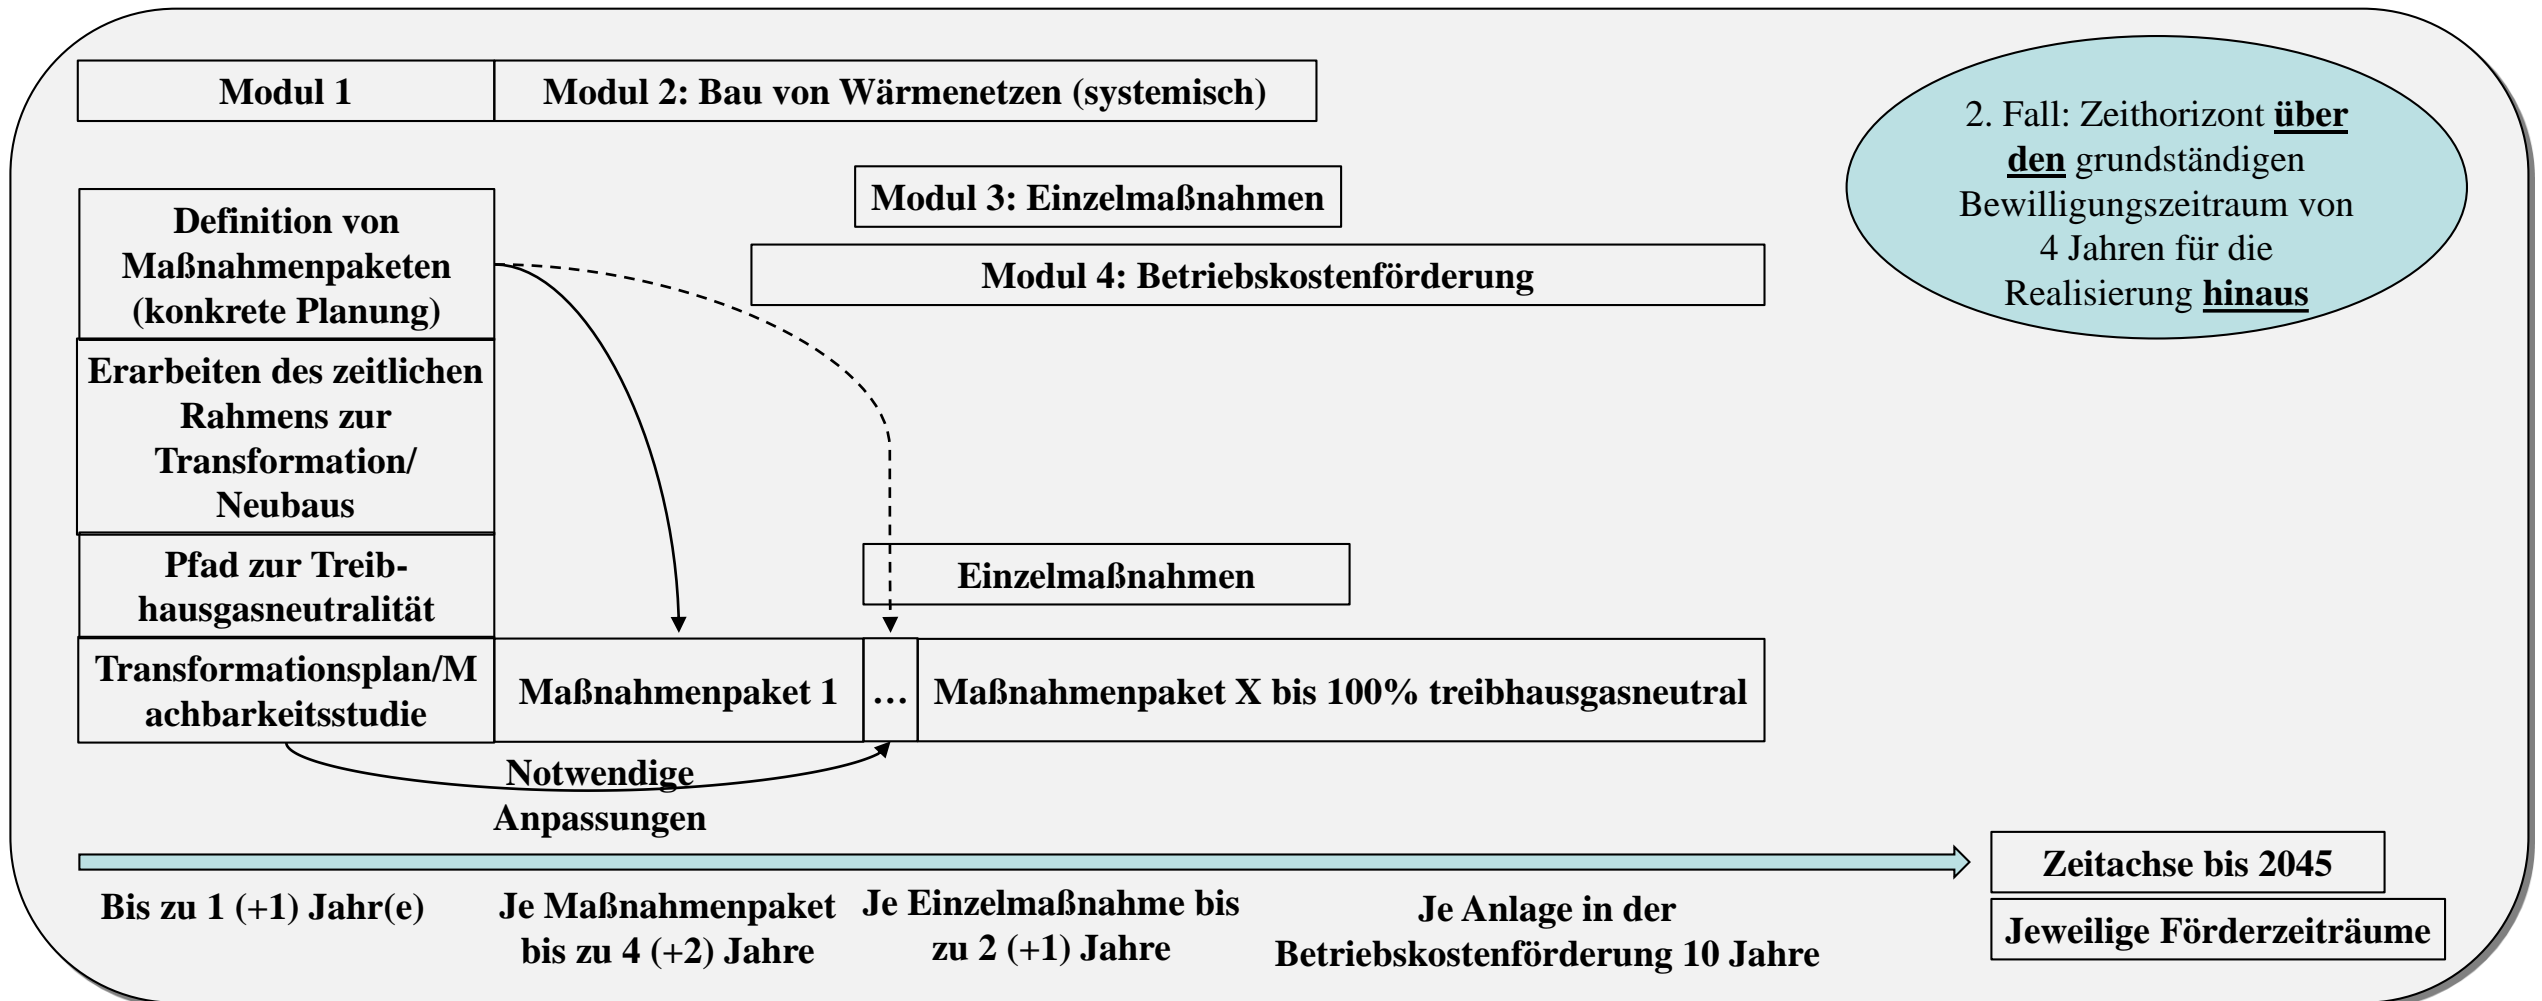 Modul 1
Modul 2: Bau von Wärmenetzen (systemisch)
2. Fall: Zeithorizont über
den grundständigen
Bewilligungszeitraum von
4 Jahren für die
Realisierung hinaus
Modul 3: Einzelmaßnahmen
Modul 4: Betriebskostenförderung
Definition von
Maßnahmenpaketen
(konkrete Planung)
Erarbeiten des zeitlichen
Rahmens zur
Transformation/
Neubaus
Pfad zur Treib-
hausgasneutralität
Einzelmaßnahmen
Transformationsplan/M
achbarkeitsstudie
Maßnahmenpaket 1
…
Maßnahmenpaket X bis 100% treibhausgasneutral
Notwendige
Anpassungen
Zeitachse bis 2045
Bis zu 1 (+1) Jahr(e)
Je Maßnahmenpaket
bis zu 4 (+2) Jahre
Je Einzelmaßnahme bis
zu 2 (+1) Jahre
Je Anlage in der
Betriebskostenförderung 10 Jahre
Jeweilige Förderzeiträume